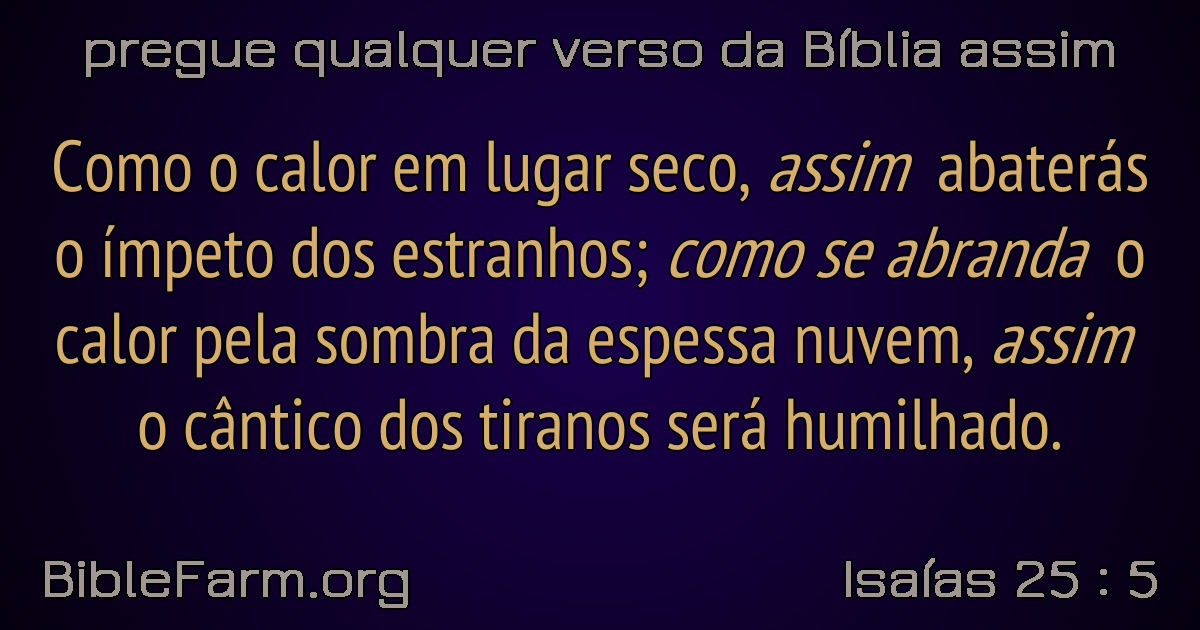 pregue qualquer verso da Bíblia assim
Como o calor em lugar seco, assim abaterás
o ímpeto dos estranhos; como se abranda o
calor pela sombra da espessa nuvem, assim
o cântico dos tiranos será humilhado.
BibleFarm.org
Isaías 25 : 5